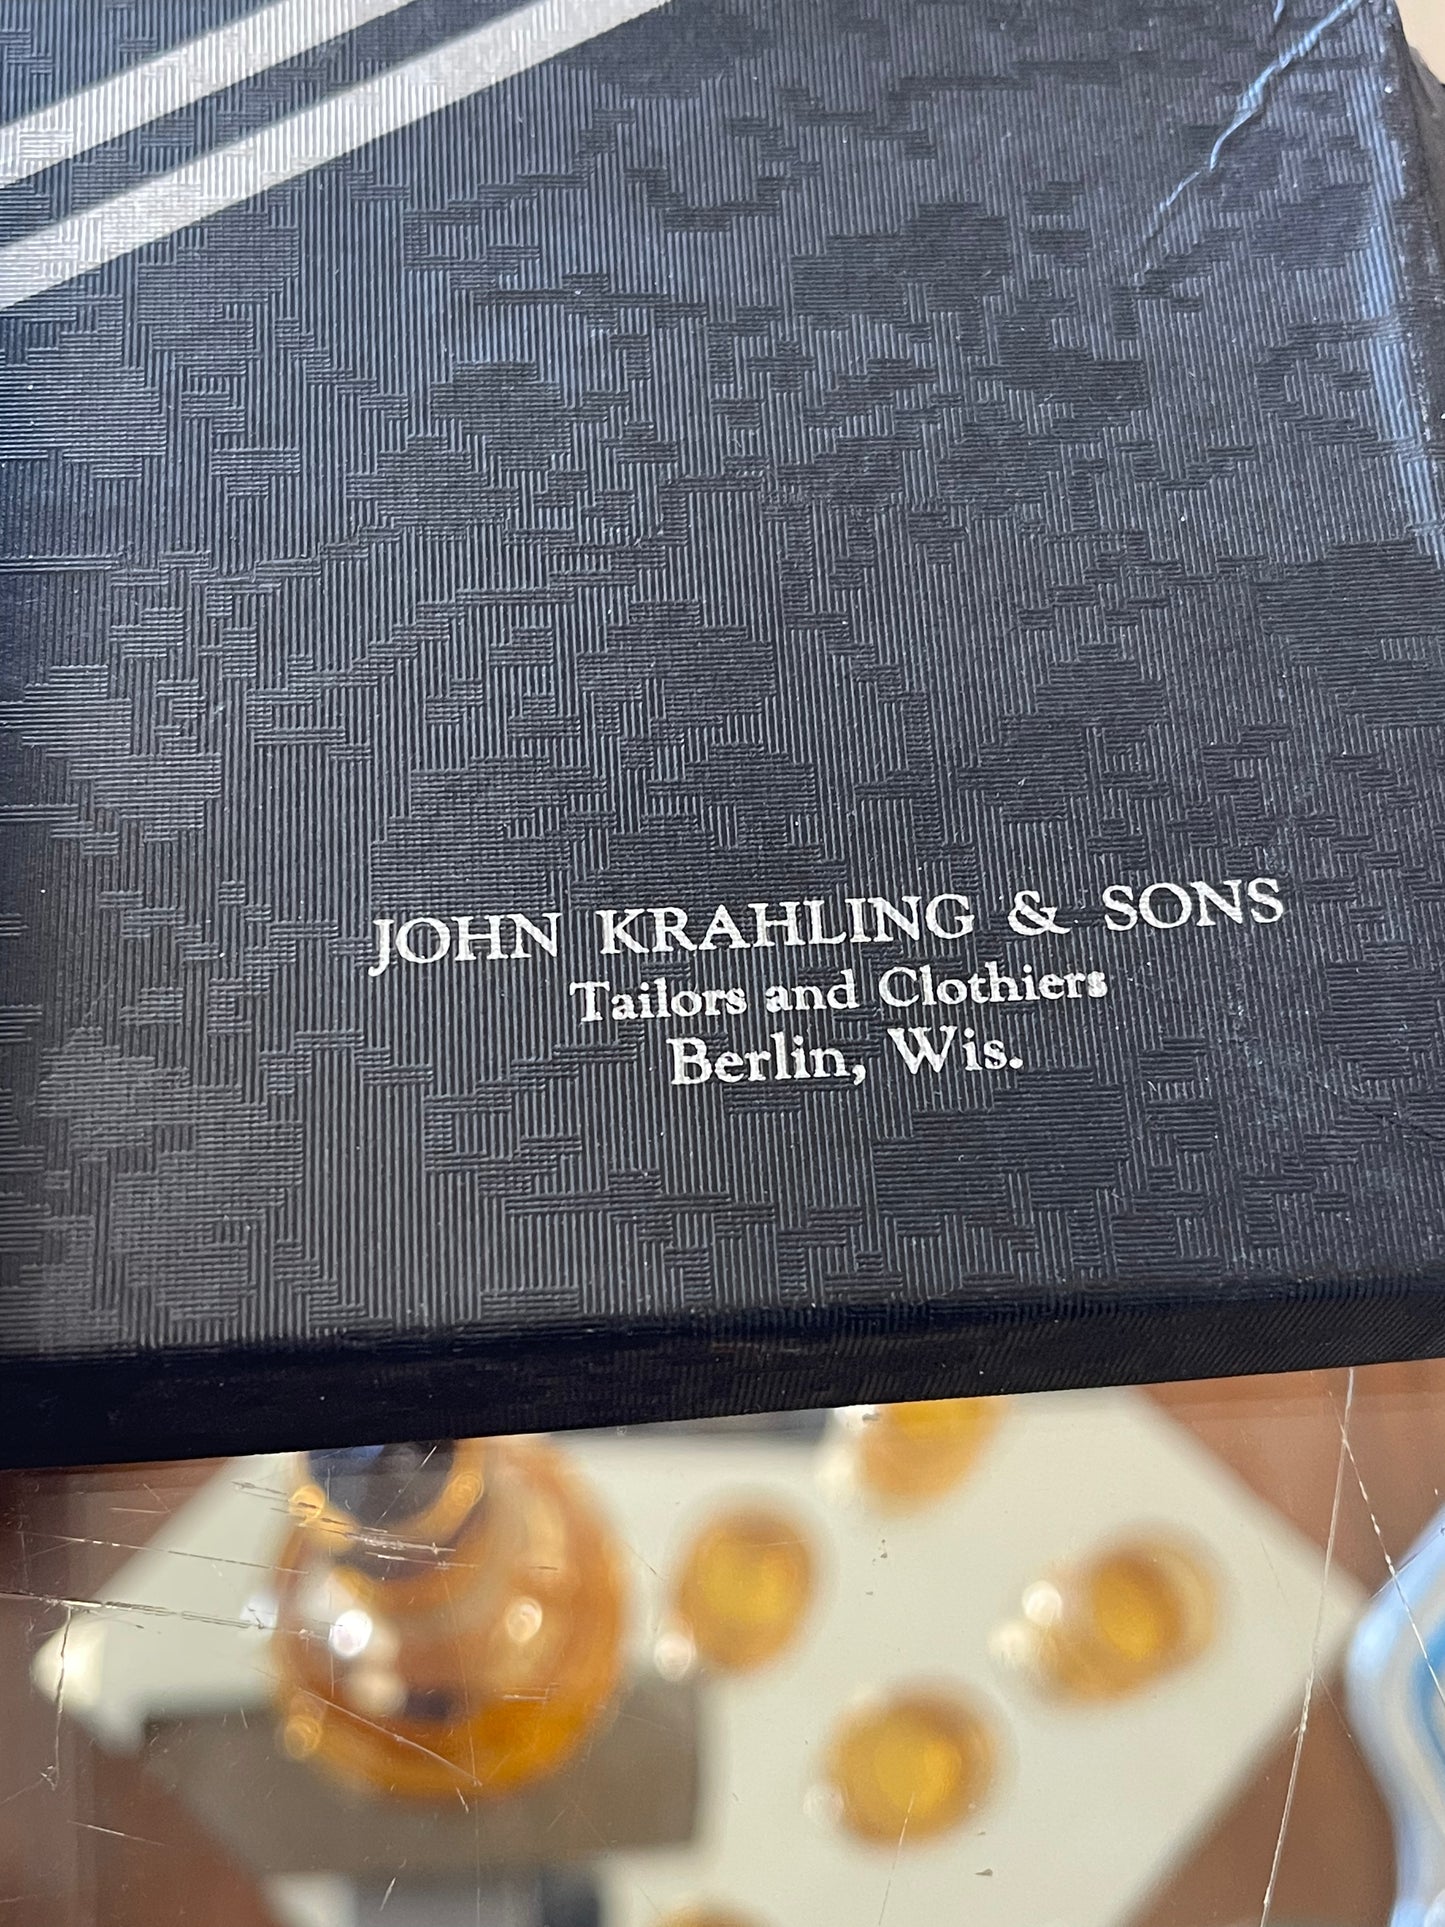 JOHN KRAHLING & SONS
Tailors and Clothiers
Berlin, Wis.